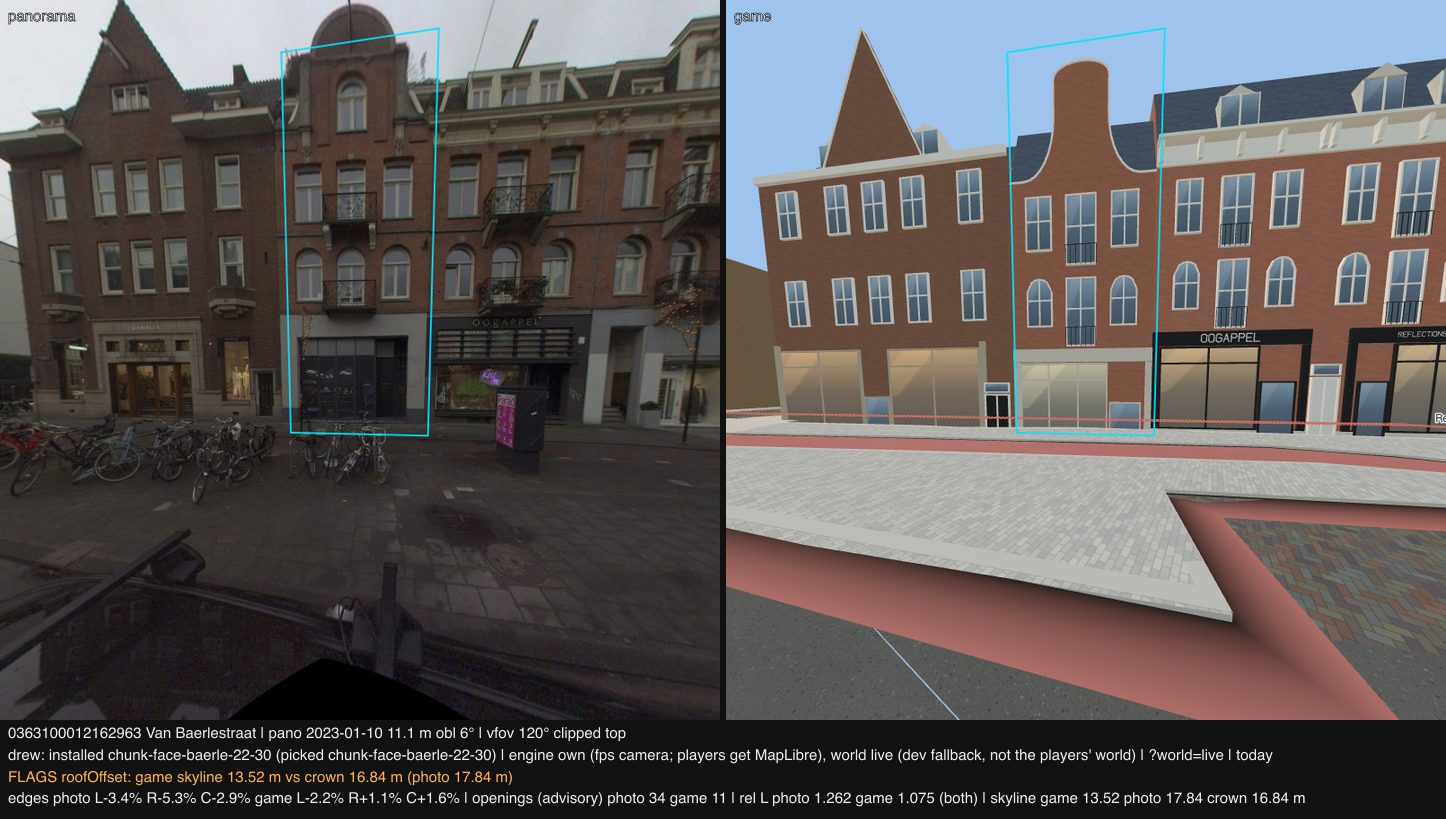 panorama
game
OOGAPPEL
OOGAPPEL
REFLECTIONS
Re
0363100012162963 Van Baerlestraat | pano 2023-01-10 11.1 m obl 6° | vfov 120° clipped top
drew: installed chunk-face-baerle-22-30 (picked chunk-face-baerle-22-30) | engine own (fps camera; players get MapLibre), world live (dev fallback, not the players' world) | ?world=live | today
FLAGS roofOffset: game skyline 13.52 m vs crown 16.84 m (photo 17.84 m)
edges photo L-3.4% R-5.3% C-2.9% game L-2.2% R+1.1% C+1.6% | openings (advisory) photo 34 game 11 | rel L photo 1.262 game 1.075 (both) | skyline game 13.52 photo 17.84 crown 16.84 m